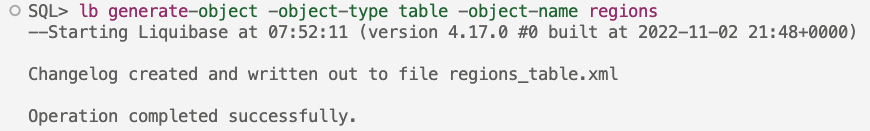 SQL> lb generate-object -object-type table -object-name regions
--Starting Liquibase at 07:52:11 (version 4.17.0 #0 built at 2022-11-02 21:48+0000)
Changelog created and written out to file regions_table.xml
Operation completed successfully.